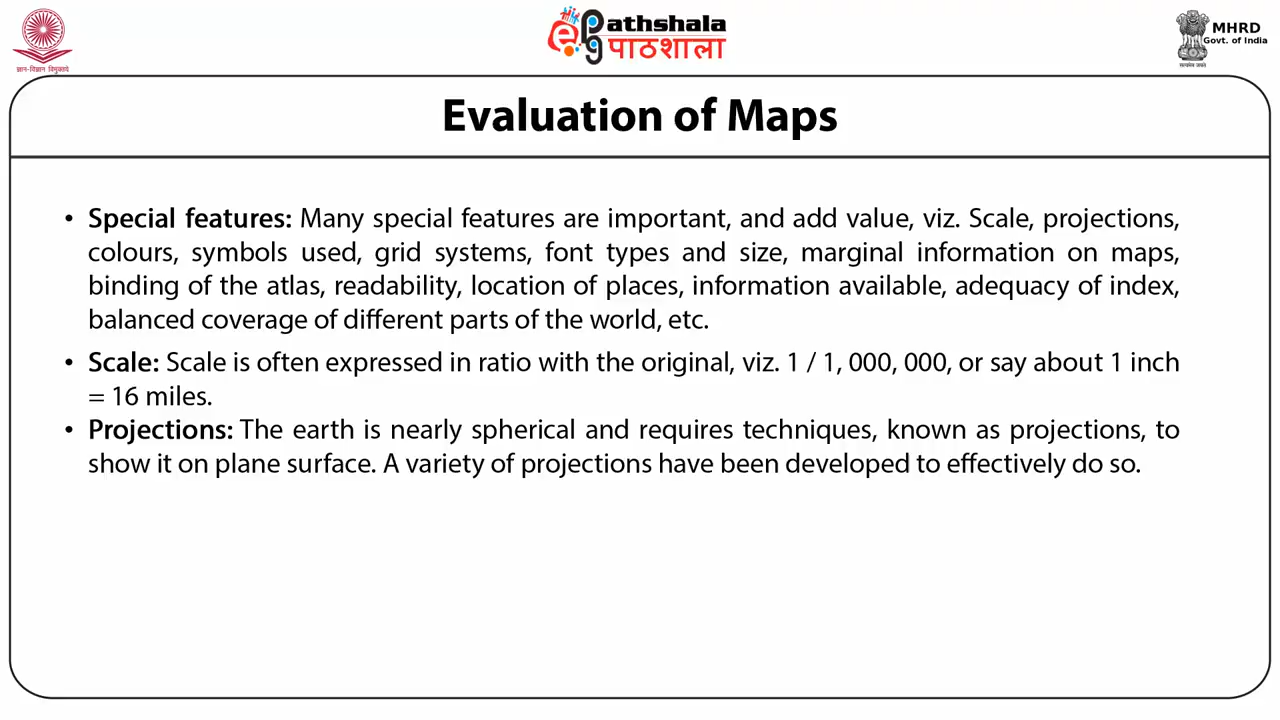 ज्ञान-विज्ञान विमुक्तये
ePathshala
पाठशाला
MHRD
Govt. of India
सत्यमेव जयते
Evaluation of Maps
• Special features: Many special features are important, and add value, viz. Scale, projections,
colours, symbols used, grid systems, font types and size, marginal information on maps,
binding of the atlas, readability, location of places, information available, adequacy of index,
balanced coverage of different parts of the world, etc.
• Scale: Scale is often expressed in ratio with the original, viz. 1 / 1, 000, 000, or say about 1 inch
= 16 miles.
• Projections: The earth is nearly spherical and requires techniques, known as projections, to
show it on plane surface. A variety of projections have been developed to effectively do so.